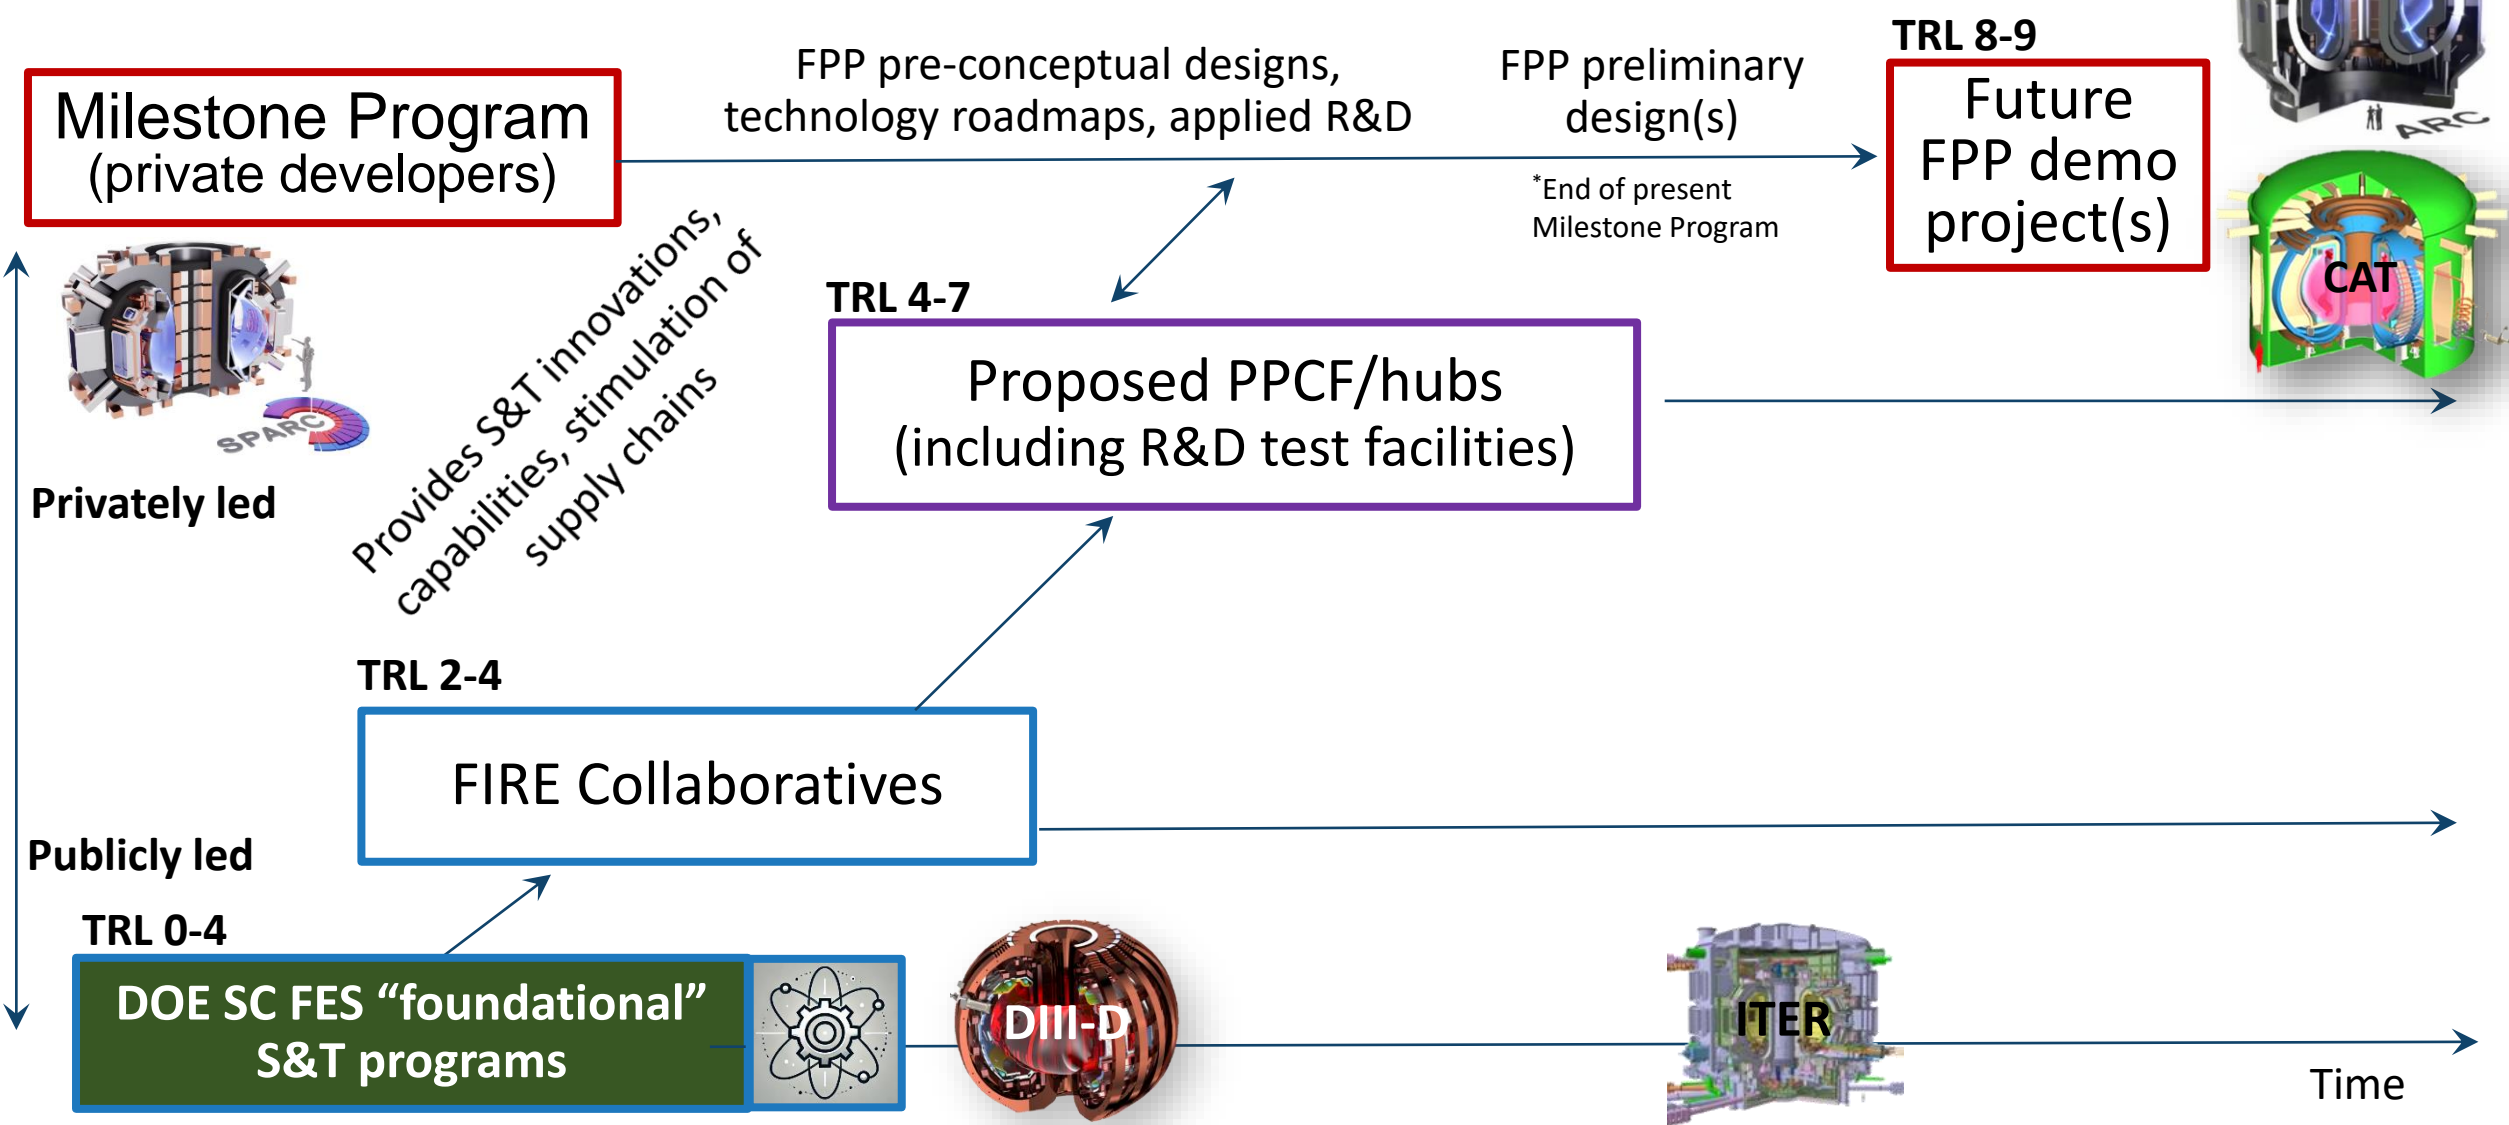 TRL 8-9
FPP pre-conceptual designs,
technology roadmaps, applied R&D
FPP preliminary
design(s)
Milestone Program
(private developers)
Future
FPP demo
project(s)
ARC
*End of present
Milestone Program
CAT
Provides S&T innovations,
capabilities, stimulation of
supply chains
SPARC
TRL 4-7
Proposed PPCF/hubs
(including R&D test facilities)
Privately led
TRL 2-4
FIRE Collaboratives
Publicly led
TRL 0-4
DOE SC FES “foundational”
S&T programs
DIII-D
ITER
Time